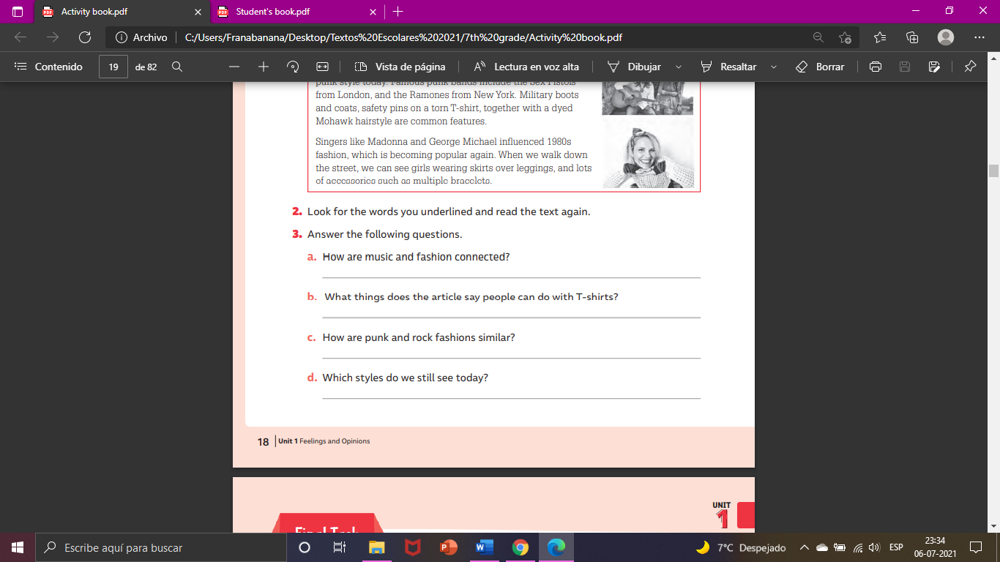 Activity book.pdf
Student's book.pdf
Archivo
C:/Users/Franabanana/Desktop/Textos%20Escolares%202021/7th%20grade/Activity%20book.pdf
Contenido
19
de 82
Vista de página
Lectura en voz alta
Dibujar
Resaltar
Borrar
punk style today. Famous punk bands include the Sex Pistols
from London, and the Ramones from New York. Military boots
and coats, safety pins on a torn T-shirt, together with a dyed
Mohawk hairstyle are common features.
Singers like Madonna and George Michael influenced 1980s
fashion, which is becoming popular again. When we walk down
the street, we can see girls wearing skirts over leggings, and lots
of accessories such as multiple bracelets.
2. Look for the words you underlined and read the text again.
3. Answer the following questions.
a. How are music and fashion connected?
b. What things does the article say people can do with T-shirts?
c. How are punk and rock fashions similar?
d. Which styles do we still see today?
18 Unit 1 Feelings and Opinions
UNIT
1
Final Task
Escribe aquí para buscar
7°C Despejado
ESP
23:34
06-07-2021